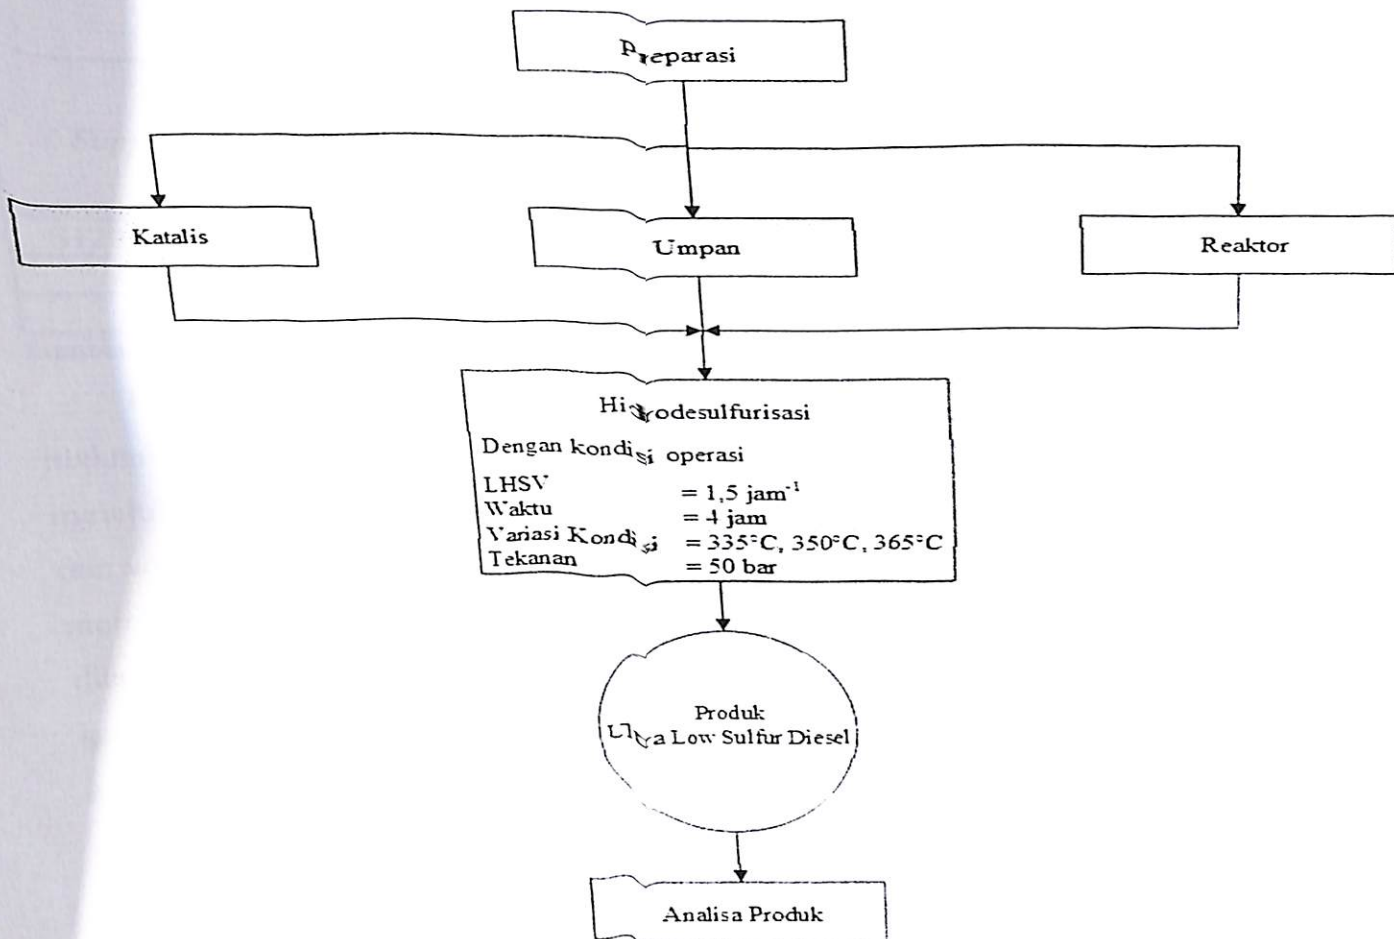 Preparasi
Katalis
Umpan
Reaktor
Hidrodesulfurisasi
Dengan kondisi operasi
LHSV = 1,5 jam⁻¹
Waktu = 4 jam
Variasi Kondisi = 335°C, 350°C, 365°C
Tekanan = 50 bar
Produk
Ultra Low Sulfur Diesel
Analisa Produk